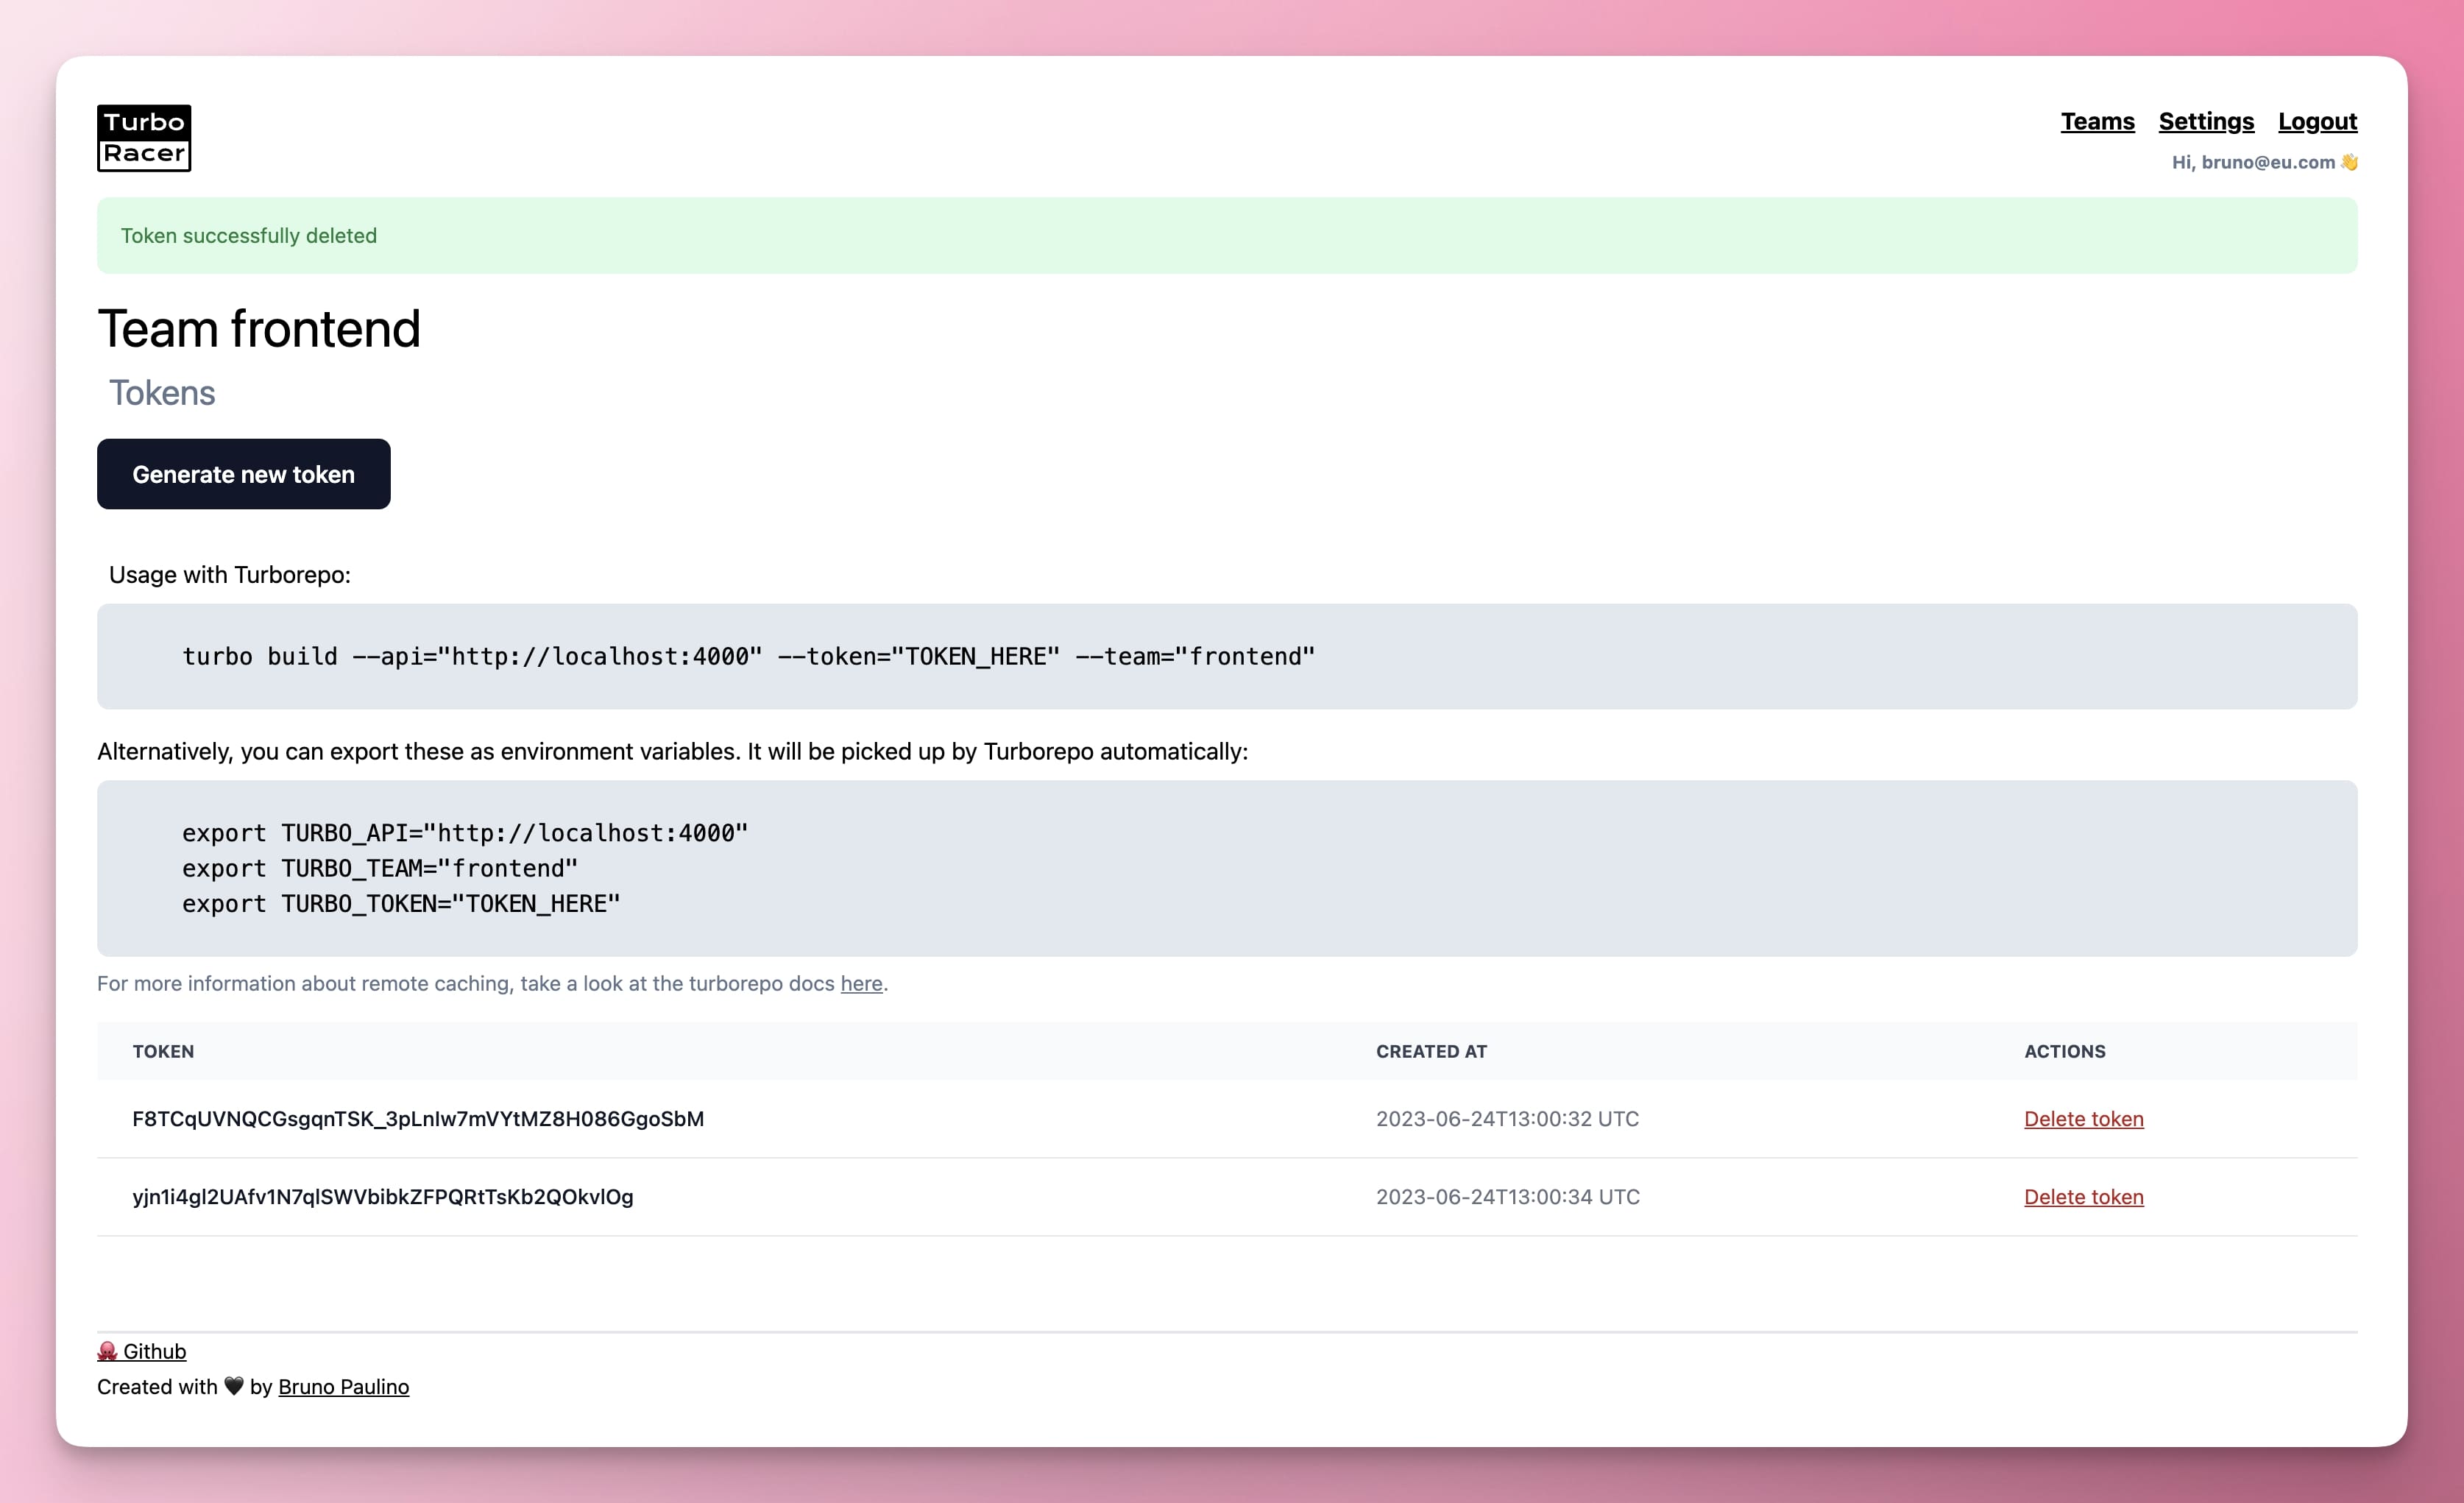 Turbo
Racer
Teams Settings Logout
Hi, bruno@eu.com 👋
Token successfully deleted
Team frontend
Tokens
Generate new token
Usage with Turborepo:
turbo build --api="http://localhost:4000" --token="TOKEN_HERE" --team="frontend"
Alternatively, you can export these as environment variables. It will be picked up by Turborepo automatically:
export TURBO_API="http://localhost:4000"
export TURBO_TEAM="frontend"
export TURBO_TOKEN="TOKEN_HERE"
For more information about remote caching, take a look at the turborepo docs here.
TOKEN CREATED AT ACTIONS
F8TCqUVNQCGsgqnTSK_3pLnIw7mVYtMZ8H086GgoSbM 2023-06-24T13:00:32 UTC Delete token
yjn1i4gl2UAfv1N7qlSWVbibkZFPQRtTsKb2QOkvlOg 2023-06-24T13:00:34 UTC Delete token
🐙 Github
Created with 🖤 by Bruno Paulino